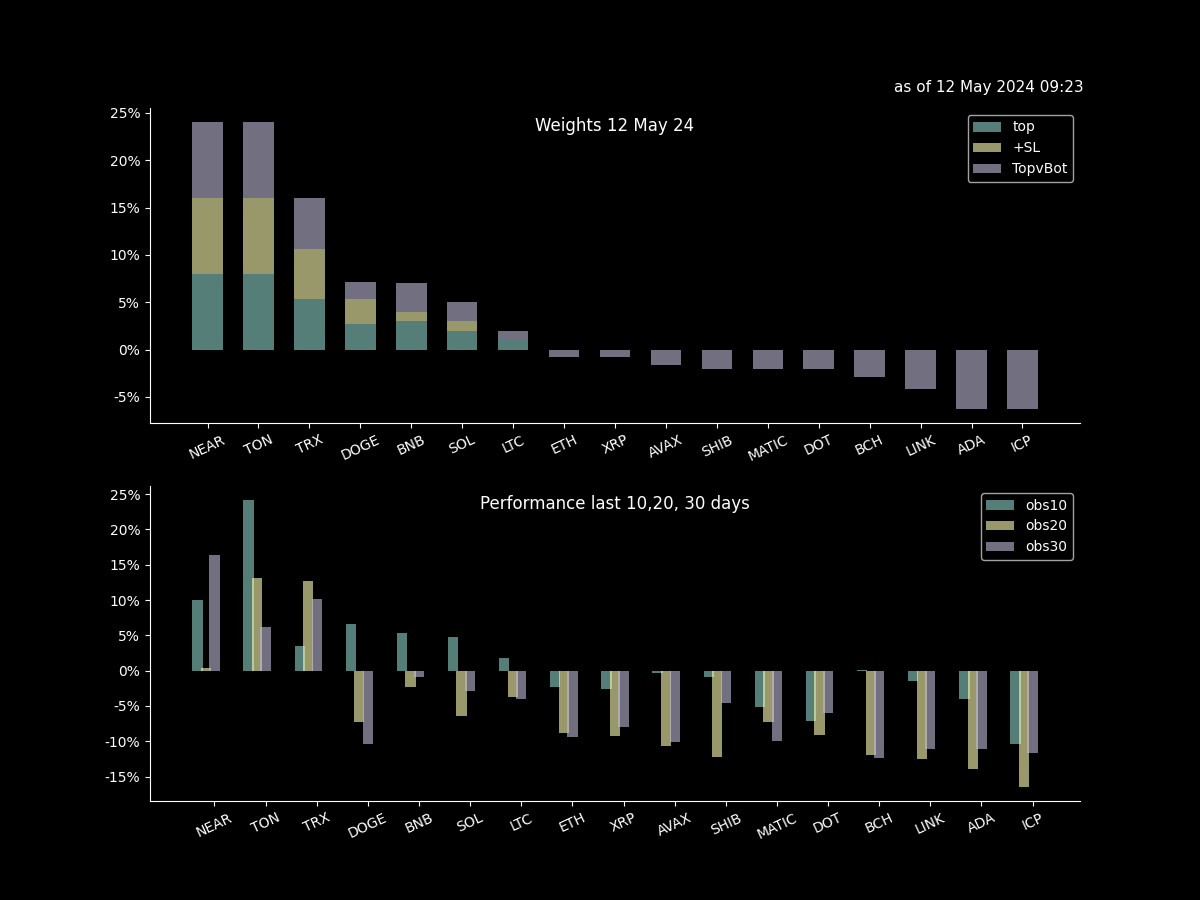 as of 12 May 2024 09:23
Weights 12 May 24
top
+SL
TopvBot
25%
20%
15%
10%
5%
0%
-5%
NEAR TON TRX DOGE BNB SOL LTC ETH XRP AVAX SHIB MATIC DOT BCH LINK ADA ICP
Performance last 10,20, 30 days
obs10
obs20
obs30
25%
20%
15%
10%
5%
0%
-5%
-10%
-15%
NEAR TON TRX DOGE BNB SOL LTC ETH XRP AVAX SHIB MATIC DOT BCH LINK ADA ICP